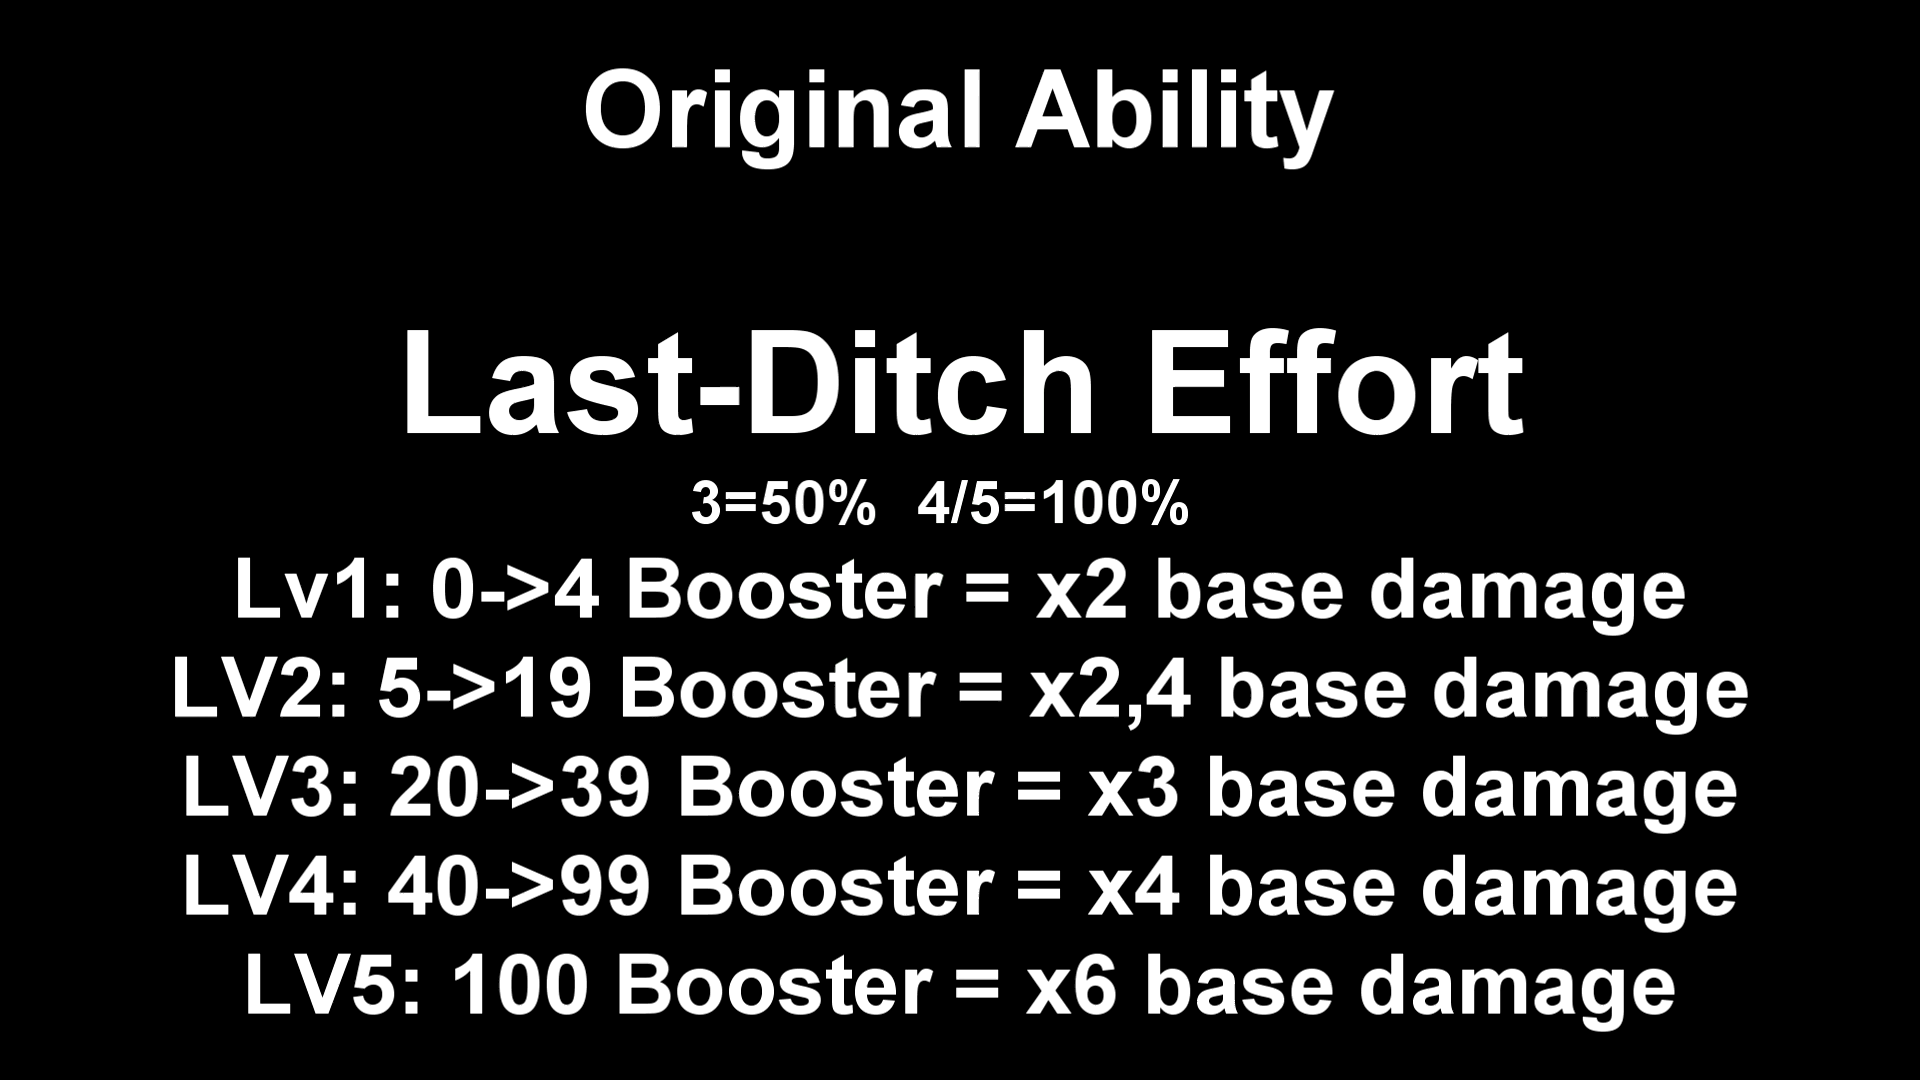 Original Ability
Last-Ditch Effort
3=50% 4/5=100%
Lv1: 0->4 Booster = x2 base damage
LV2: 5->19 Booster = x2,4 base damage
LV3: 20->39 Booster = x3 base damage
LV4: 40->99 Booster = x4 base damage
LV5: 100 Booster = x6 base damage